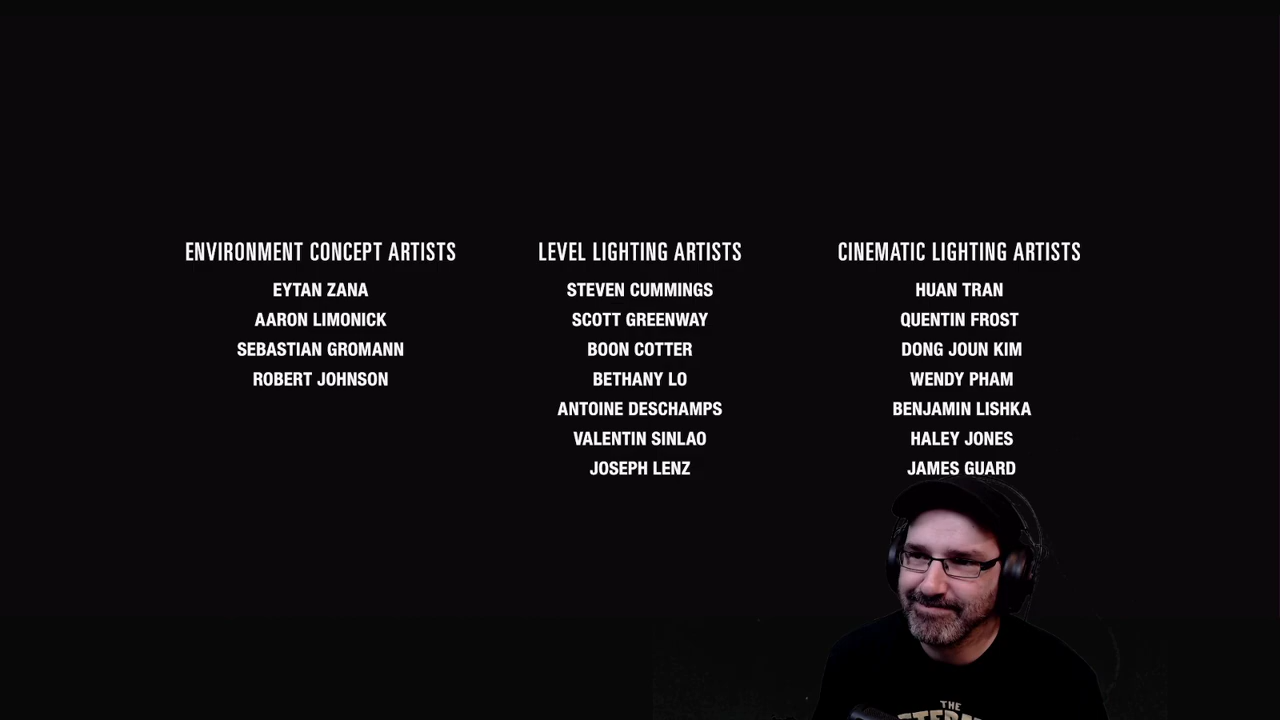 ENVIRONMENT CONCEPT ARTISTS
EYTAN ZANA
AARON LIMONICK
SEBASTIAN GROMANN
ROBERT JOHNSON
LEVEL LIGHTING ARTISTS
STEVEN CUMMINGS
SCOTT GREENWAY
BOON COTTER
BETHANY LO
ANTOINE DESCHAMPS
VALENTIN SINLAO
JOSEPH LENZ
CINEMATIC LIGHTING ARTISTS
HUAN TRAN
QUENTIN FROST
DONG JOUN KIM
WENDY PHAM
BENJAMIN LISHKA
HALEY JONES
JAMES GUARD
THE